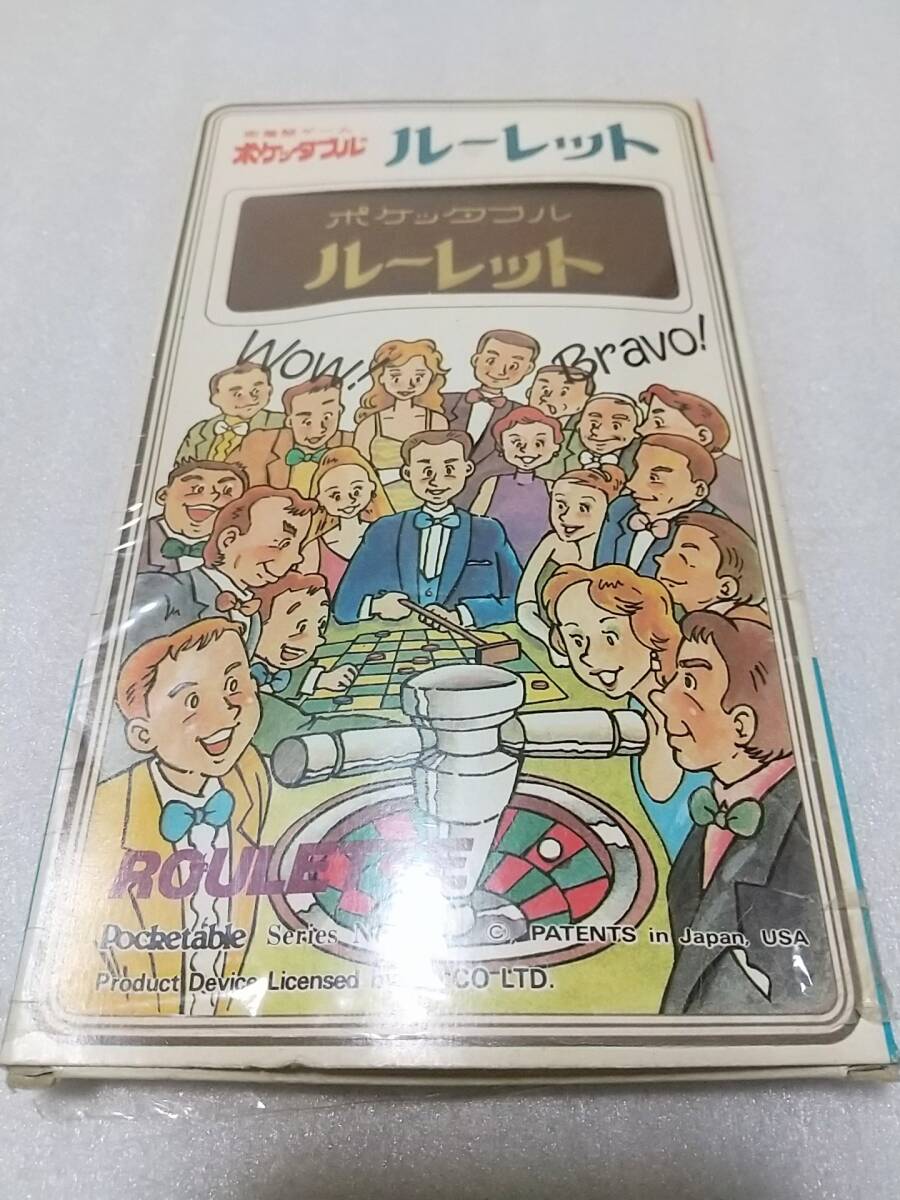 ポケッタブル ルーレット
ポケッタブル
ルーレット
Wow!! Bravo!
ROULETTE
Pocketable Series © PATENTS in Japan, USA
Product Device Licensed CO LTD.